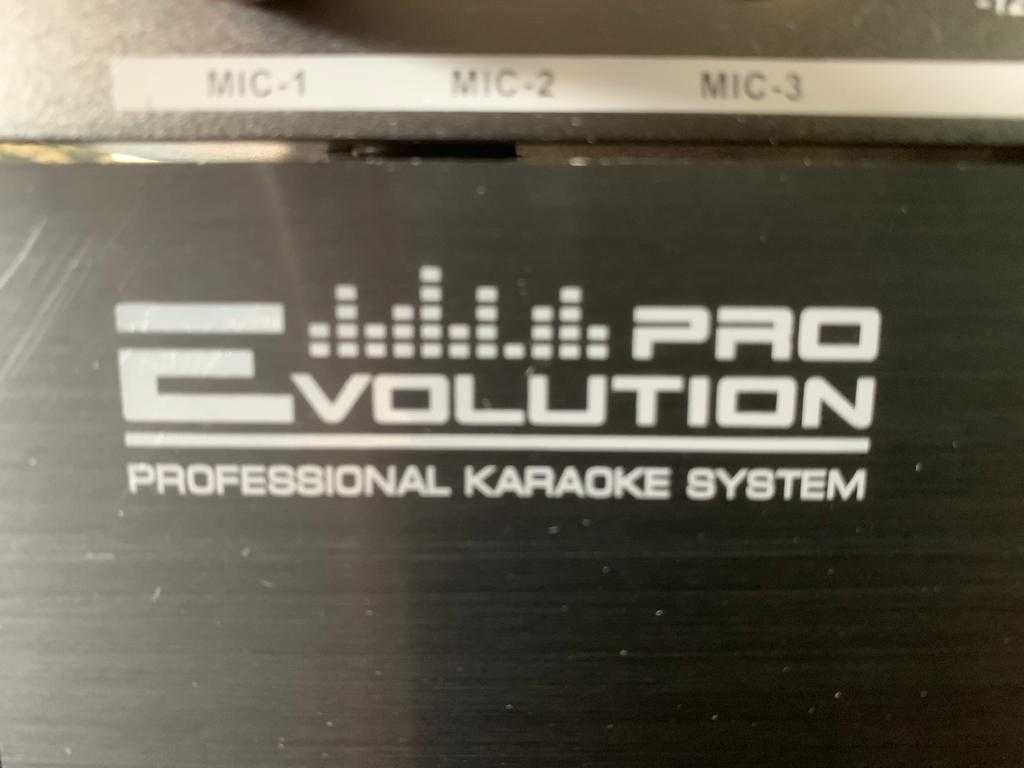 MIC-1 MIC-2 MIC-3
PRO
EVOLUTION
PROFESSIONAL KARAOKE SYSTEM